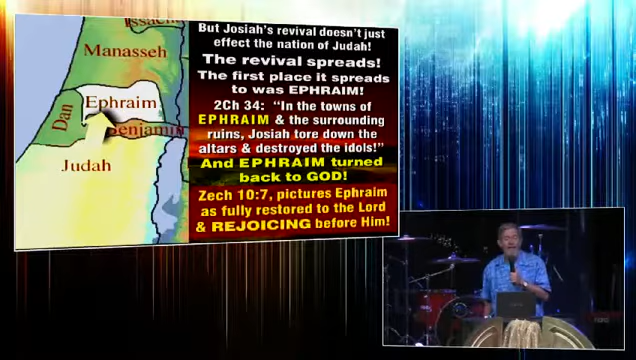 Issachar
Manasseh
Ephraim
Dan
Benjamin
Judah
But Josiah's revival doesn't just
effect the nation of Judah!
The revival spreads!
The first place it spreads
to was EPHRAIM!
2Ch 34: "In the towns of
EPHRAIM & the surrounding
ruins, Josiah tore down the
altars & destroyed the idols!"
And EPHRAIM turned
back to GOD!
Zech 10:7, pictures Ephraim
as fully restored to the Lord
& REJOICING before Him!